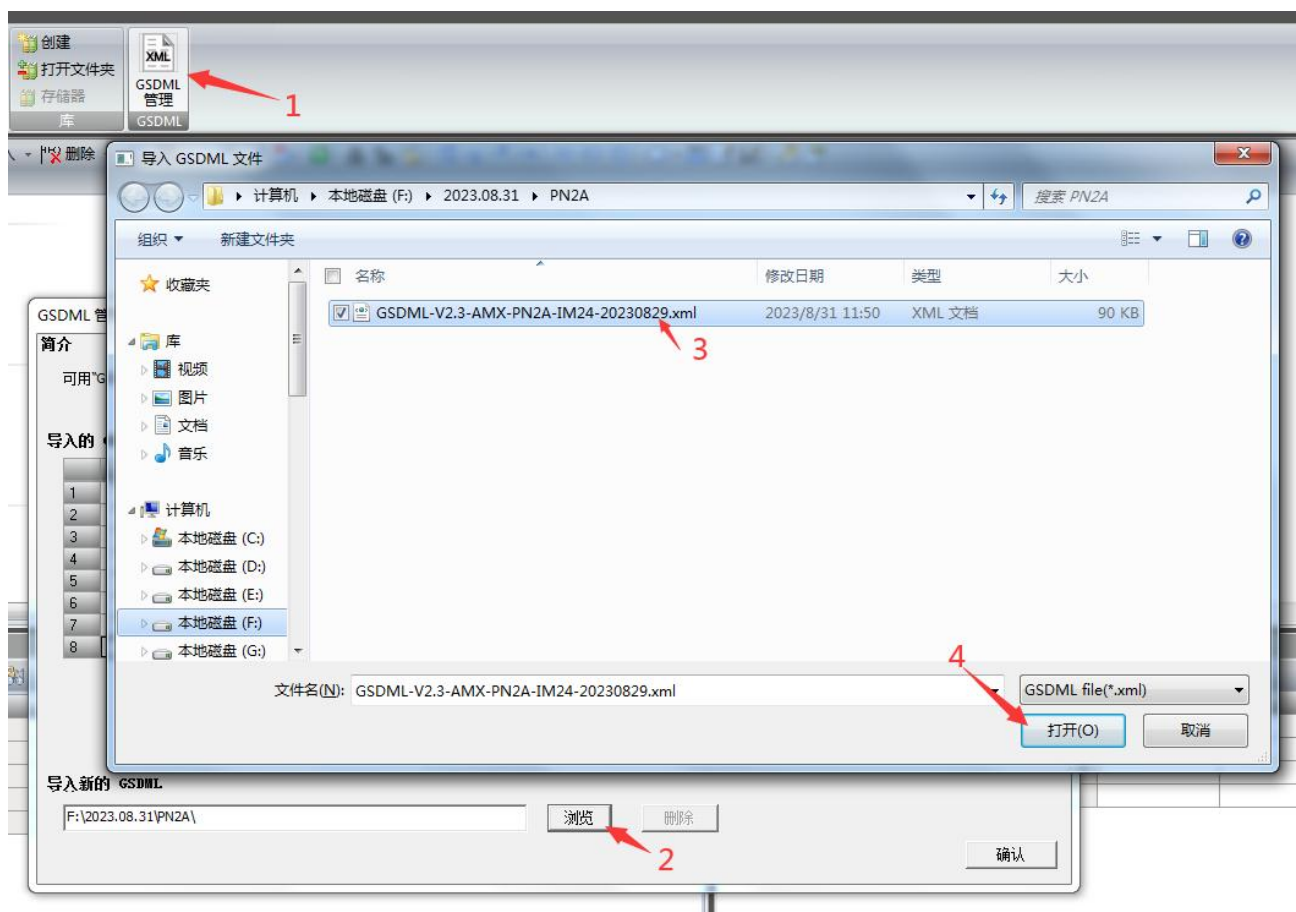 创建
打开文件夹
存储器
库
XML
GSDML
管理
GSDML
1
删除
导入 GSDML 文件
计算机 本地磁盘 (F:) 2023.08.31 PN2A
搜索 PN2A
组织 新建文件夹
收藏夹
名称 修改日期 类型 大小
GSDML-V2.3-AMX-PN2A-IM24-20230829.xml 2023/8/31 11:50 XML 文档 90 KB
3
库
视频
图片
文档
音乐
计算机
本地磁盘 (C:)
本地磁盘 (D:)
本地磁盘 (E:)
本地磁盘 (F:)
本地磁盘 (G:)
GSDML 管
简介
可用"G
导入的
1
2
3
4
5
6
7
8
4
文件名(N): GSDML-V2.3-AMX-PN2A-IM24-20230829.xml GSDML file(*.xml)
打开(O) 取消
导入新的 GSDML
F:\2023.08.31\PN2A\ 浏览 删除
2
确认